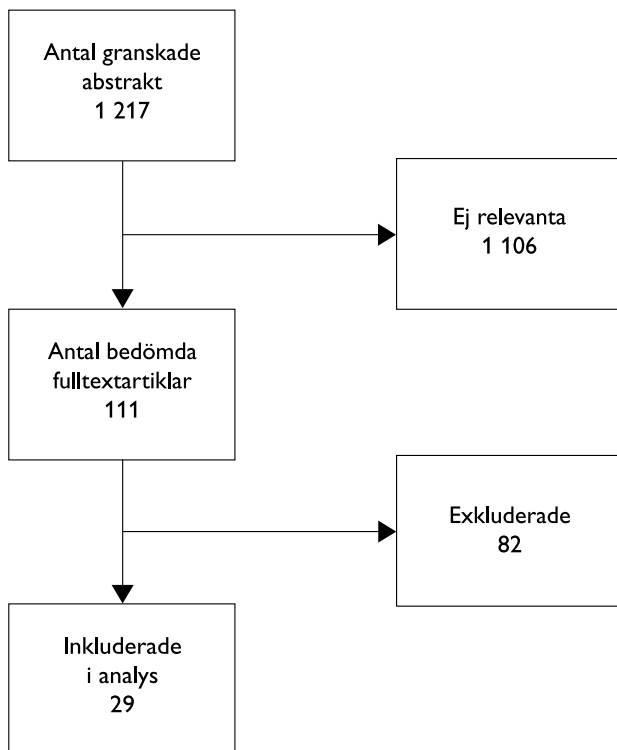 Antal granskade
abstrakt
1 217
Ej relevanta
1 106
Antal bedömda
fulltextartiklar
111
Exkluderade
82
Inkluderade
i analys
29